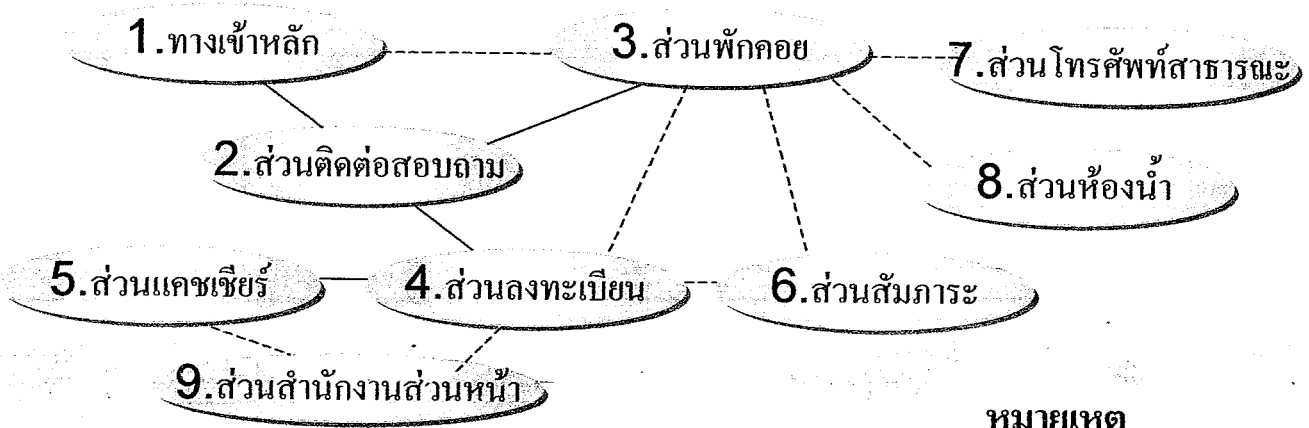 1.ทางเข้าหลัก
3.ส่วนพักคอย
7.ส่วนโทรศัพท์สาธารณะ
2.ส่วนติดต่อสอบถาม
8.ส่วนห้องน้ำ
5.ส่วนแคชเชียร์
4.ส่วนลงทะเบียน
6.ส่วนสัมภาระ
9.ส่วนสำนักงานส่วนหน้า
หมายเหตุ